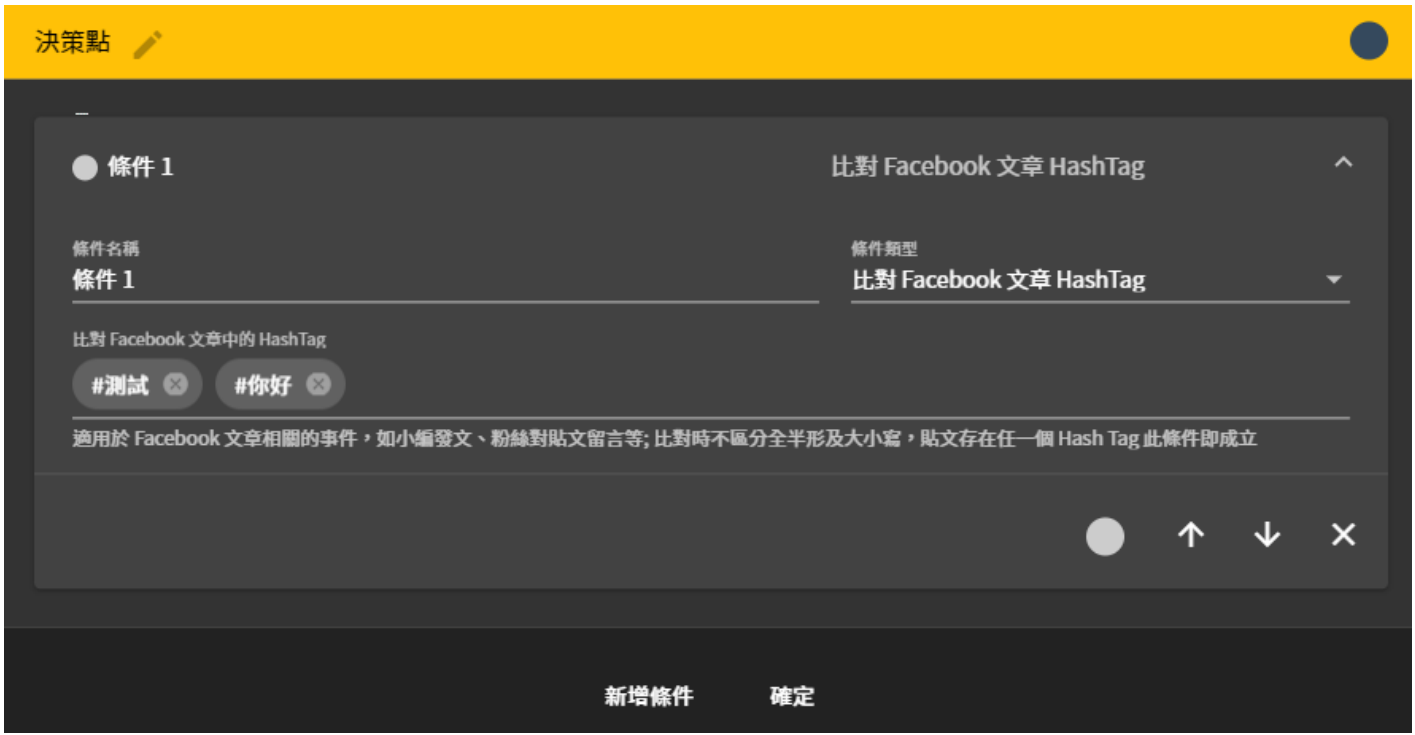 決策點
條件 1
比對 Facebook 文章 HashTag
條件名稱
條件類型
條件 1
比對 Facebook 文章 HashTag
比對 Facebook 文章中的 HashTag
#測試 #你好
適用於 Facebook 文章相關的事件，如小編發文、粉絲對貼文留言等; 比對時不區分全半形及大小寫，貼文存在任一個 Hash Tag 此條件即成立
新增條件 確定